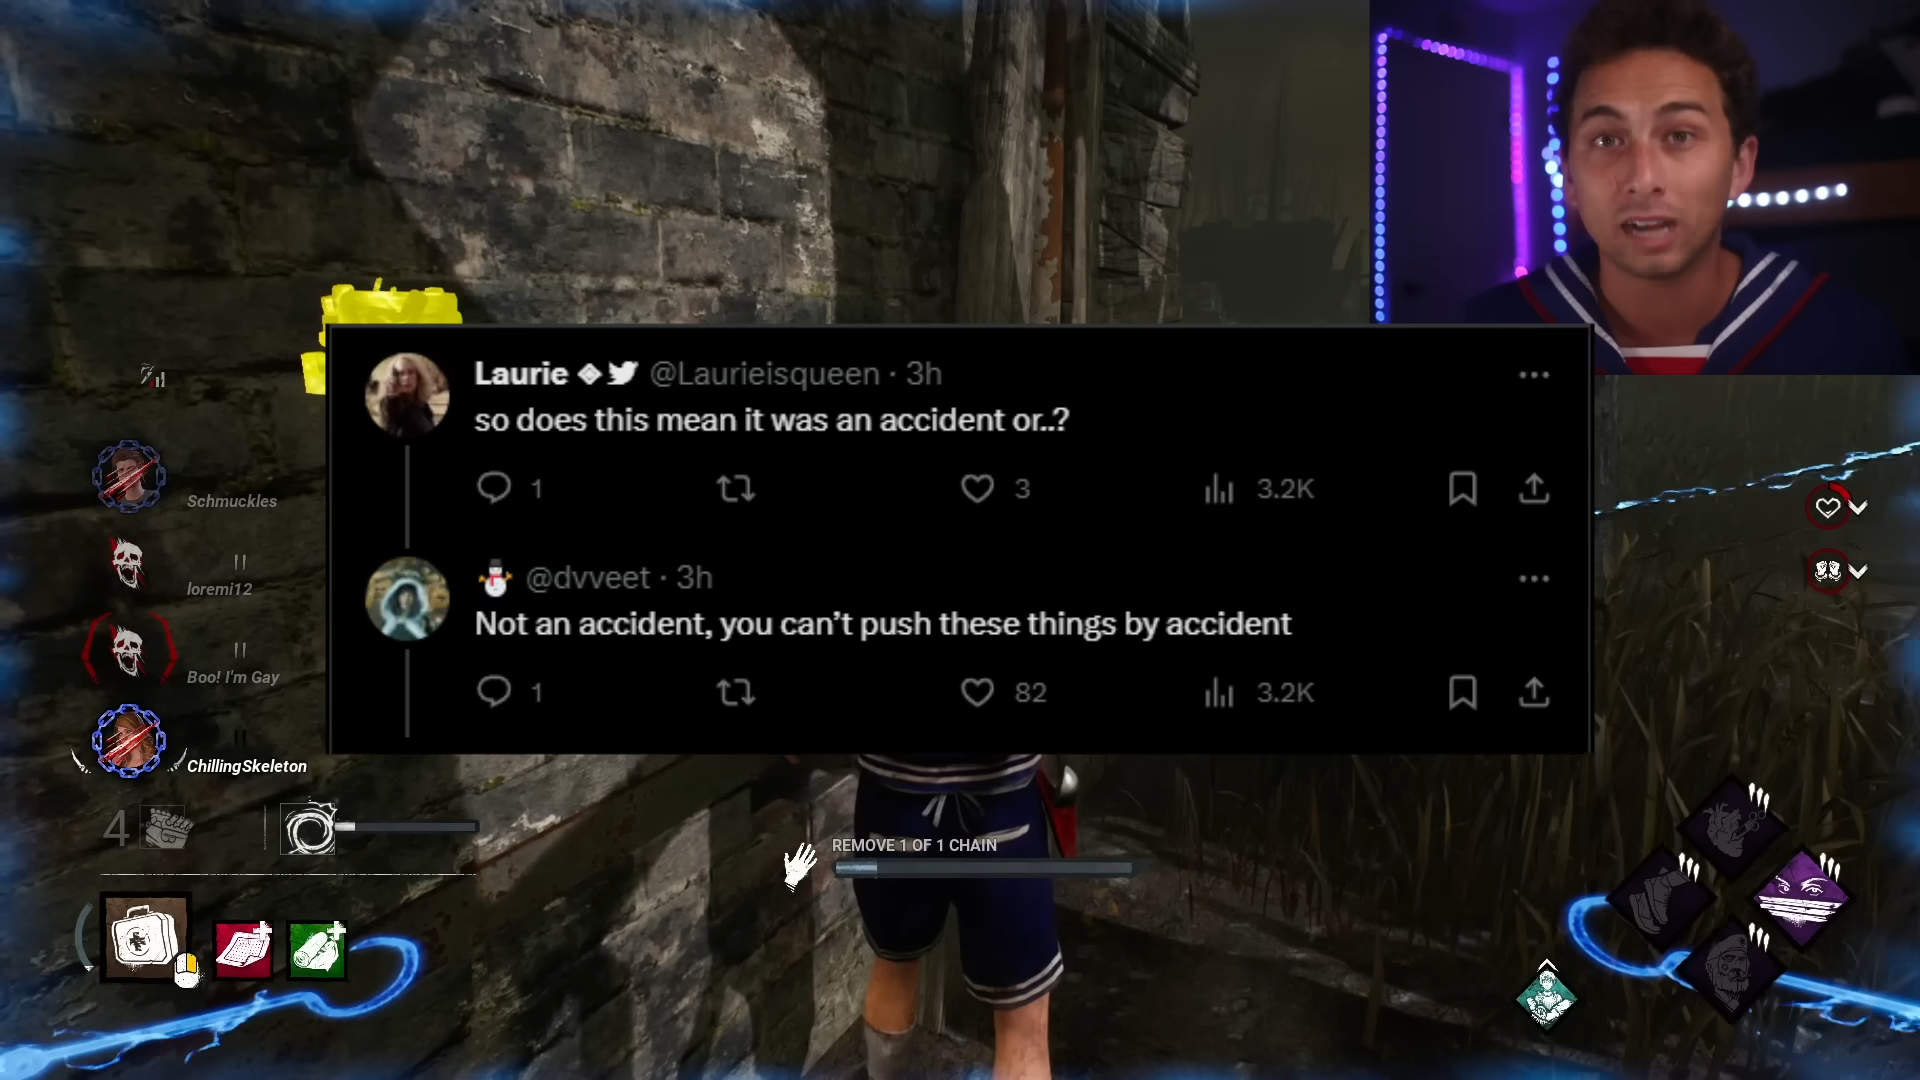 Laurie @Laurieisqueen · 3h
so does this mean it was an accident or..?
1 3 3.2K
@dvveet · 3h
Not an accident, you can't push these things by accident
1 82 3.2K
Schmuckles
loremi12
Boo! I'm Gay
ChillingSkeleton
4
REMOVE 1 OF 1 CHAIN